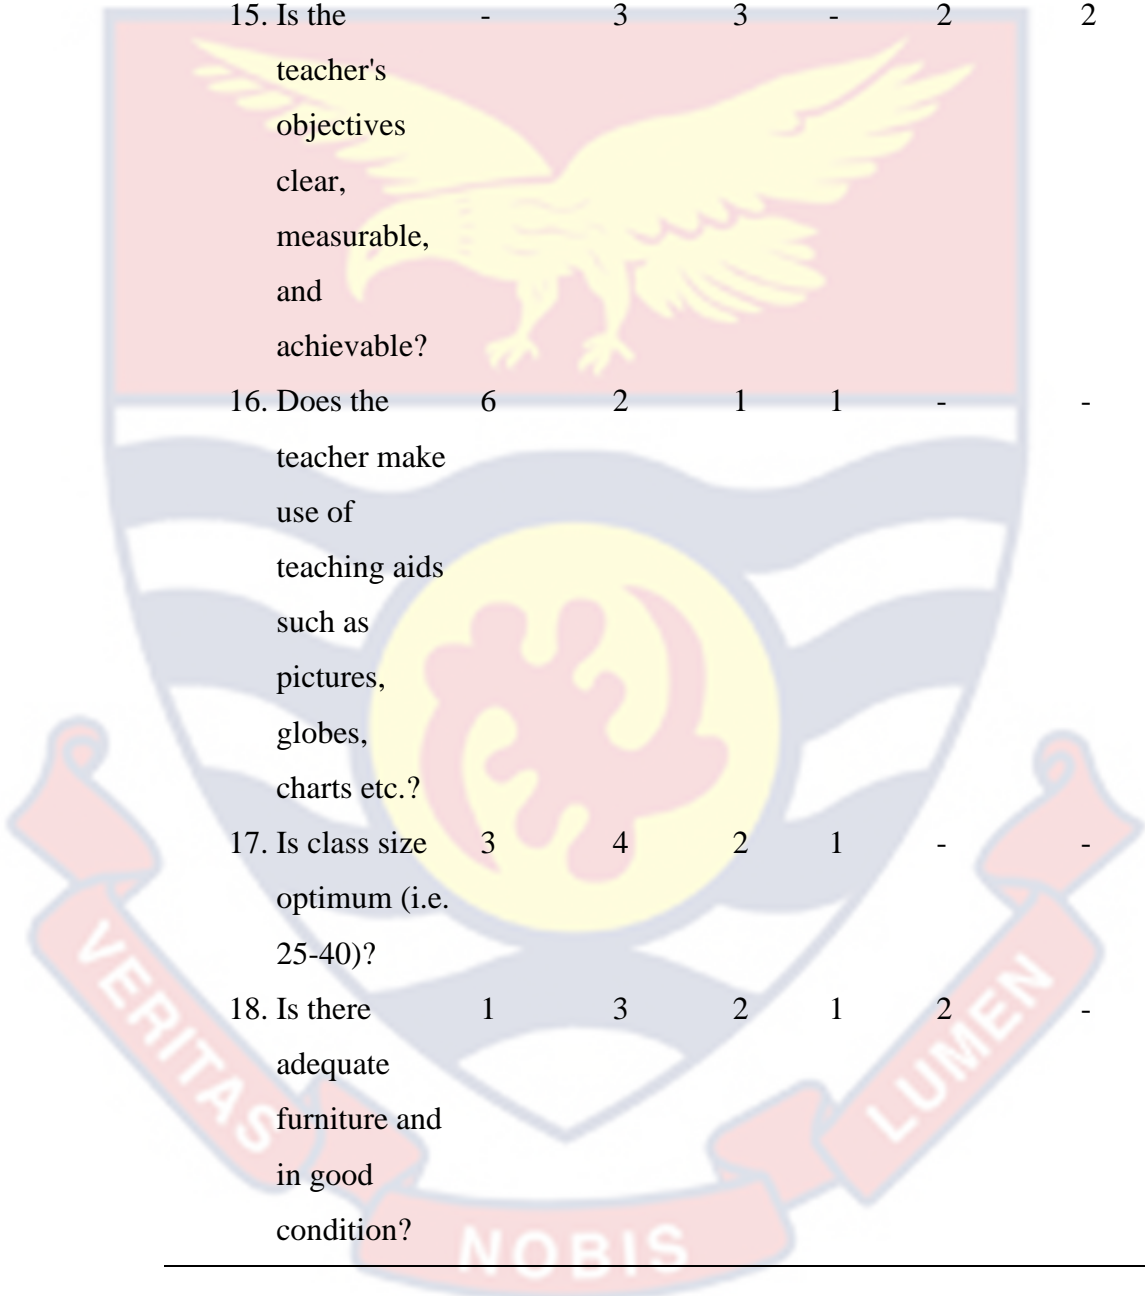 15. Is the - 3 3 - 2 2
teacher's
objectives
clear,
measurable,
and
achievable?
16. Does the 6 2 1 1 - -
teacher make
use of
teaching aids
such as
pictures,
globes,
charts etc.?
17. Is class size 3 4 2 1 - -
optimum (i.e.
25-40)?
18. Is there 1 3 2 1 2 -
adequate
furniture and
in good
condition?
VERITAS
NOBIS
LUMEN